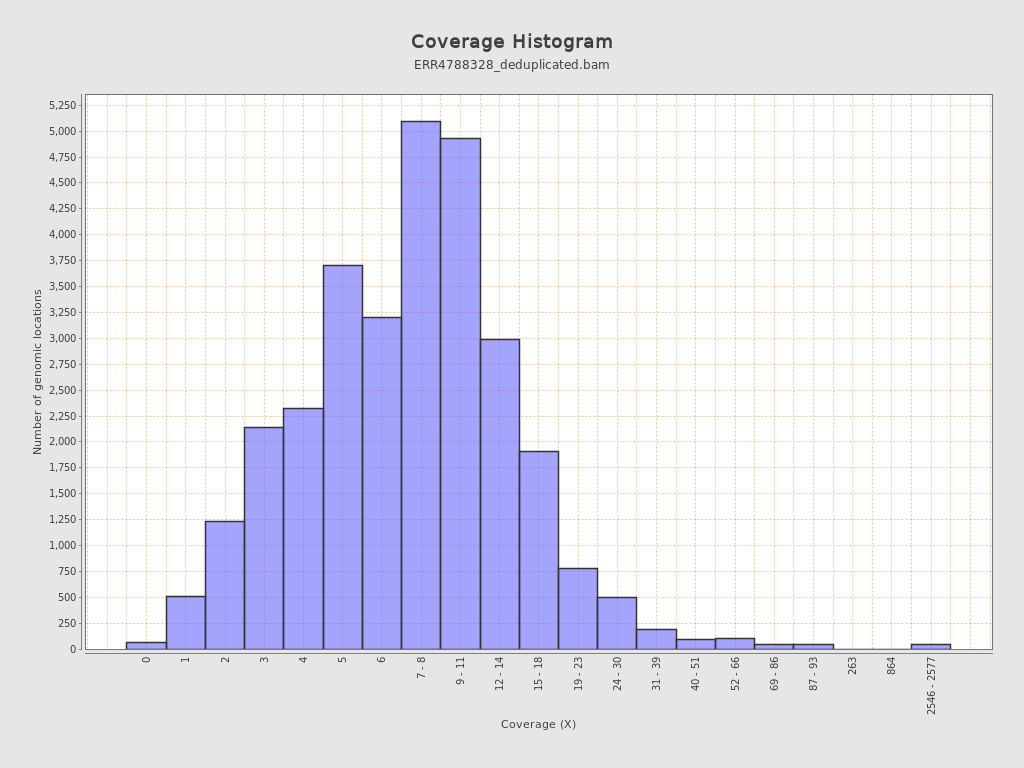 Coverage Histogram
ERR4788328_deduplicated.bam
5,250
5,000
4,750
4,500
4,250
4,000
3,750
3,500
3,250
3,000
2,750
2,500
2,250
2,000
1,750
1,500
1,250
1,000
750
500
250
0
Number of genomic locations
0
1
2
3
4
5
6
7 - 8
9 - 11
12 - 14
15 - 18
19 - 23
24 - 30
31 - 39
40 - 51
52 - 66
69 - 86
87 - 93
263
864
2546 - 2577
Coverage (X)